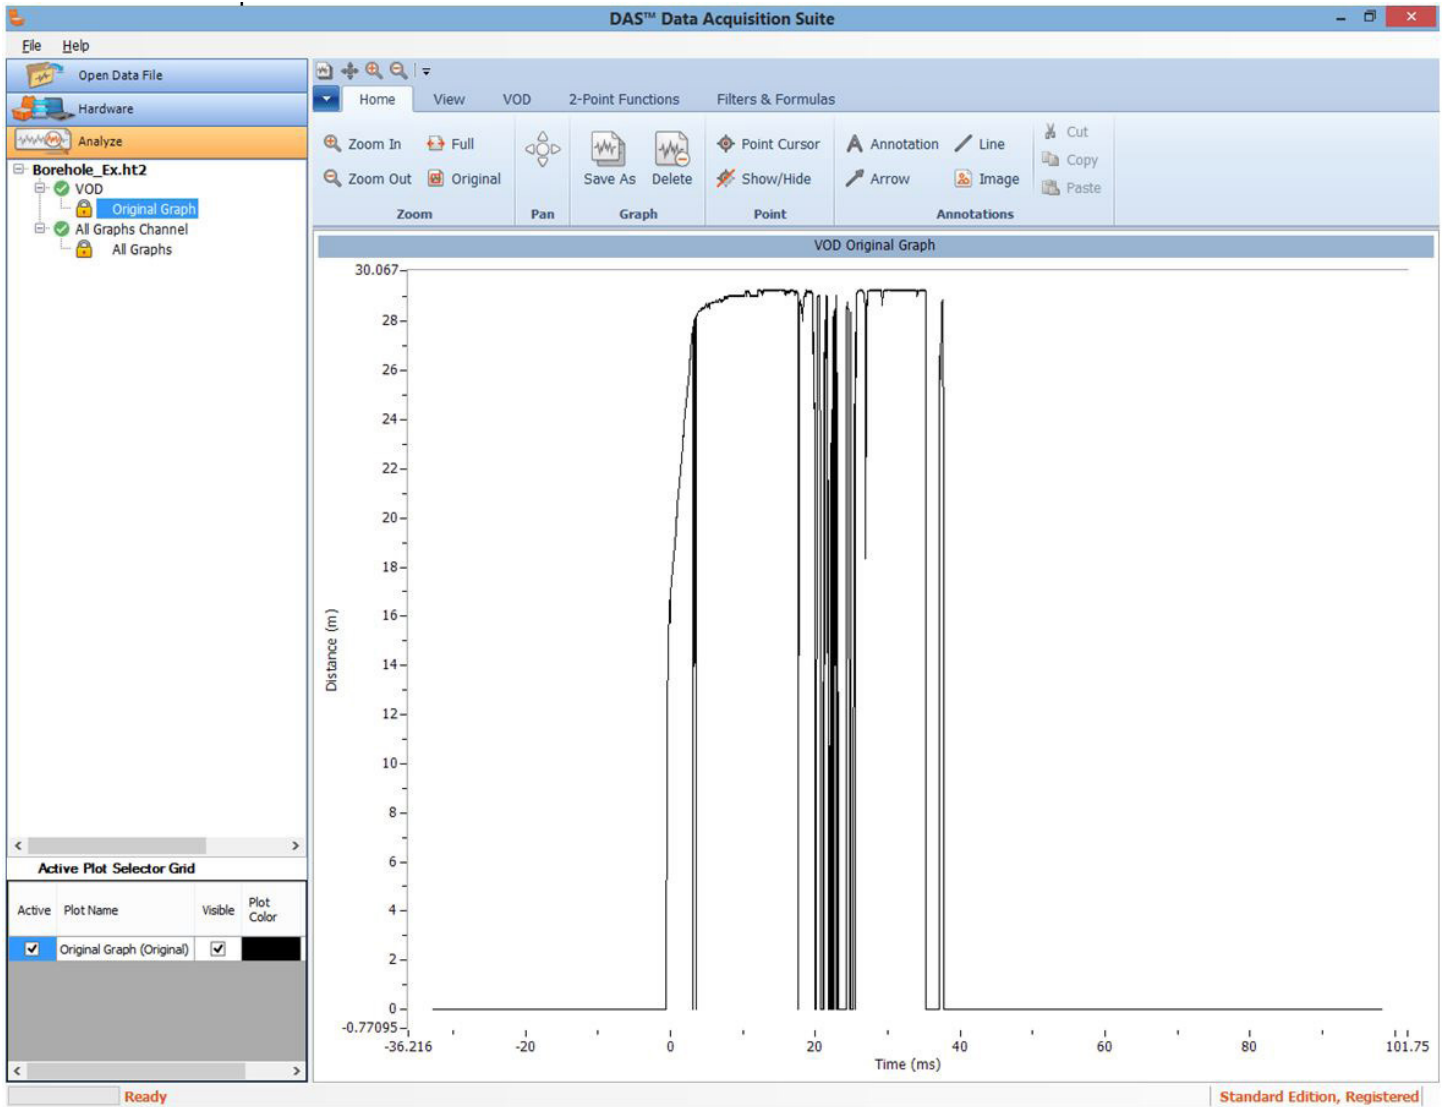 DAS™ Data Acquisition Suite
File Help
Open Data File
Hardware
Analyze
Borehole_Ex.ht2
VOD
Original Graph
All Graphs Channel
All Graphs
Home View VOD 2-Point Functions Filters & Formulas
Zoom In Full
Zoom Out Original
Zoom
Pan
Save As Delete
Graph
Point Cursor
Show/Hide
Point
Annotation Line
Arrow Image
Annotations
Cut
Copy
Paste
VOD Original Graph
30.067
28
26
24
22
20
18
16
14
12
10
8
6
4
2
0
-0.77095
Distance (m)
-36.216 -20 0 20 40 60 80 101.75
Time (ms)
Active Plot Selector Grid
Active Plot Name Visible Plot Color
Original Graph (Original)
Ready
Standard Edition, Registered